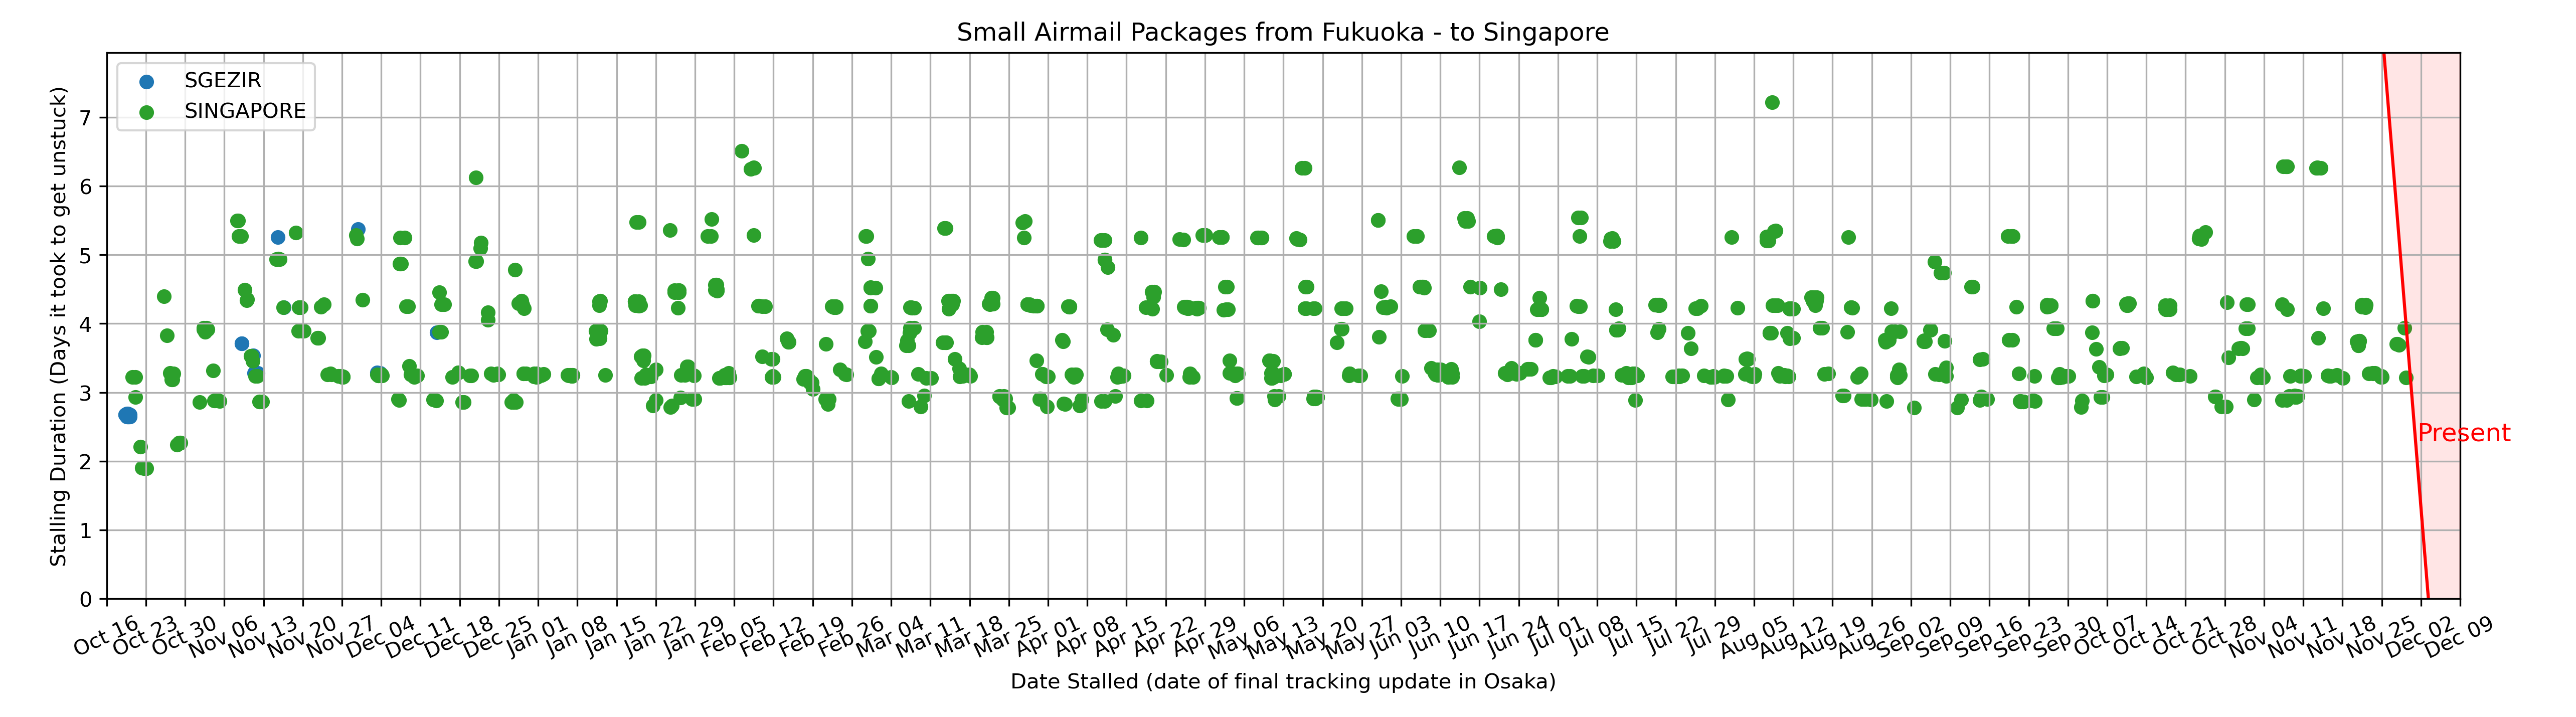 Small Airmail Packages from Fukuoka - to Singapore
SGEZIR
SINGAPORE
Stalling Duration (Days it took to get unstuck)
7
6
5
4
3
2
1
0
Present
Oct 16
Oct 23
Oct 30
Nov 06
Nov 13
Nov 20
Nov 27
Dec 04
Dec 11
Dec 18
Dec 25
Jan 01
Jan 08
Jan 15
Jan 22
Jan 29
Feb 05
Feb 12
Feb 19
Feb 26
Mar 04
Mar 11
Mar 18
Mar 25
Apr 01
Apr 08
Apr 15
Apr 22
Apr 29
May 06
May 13
May 20
May 27
Jun 03
Jun 10
Jun 17
Jun 24
Jul 01
Jul 08
Jul 15
Jul 22
Jul 29
Aug 05
Aug 12
Aug 19
Aug 26
Sep 02
Sep 09
Sep 16
Sep 23
Sep 30
Oct 07
Oct 14
Oct 21
Oct 28
Nov 04
Nov 11
Nov 18
Nov 25
Dec 02
Dec 09
Date Stalled (date of final tracking update in Osaka)